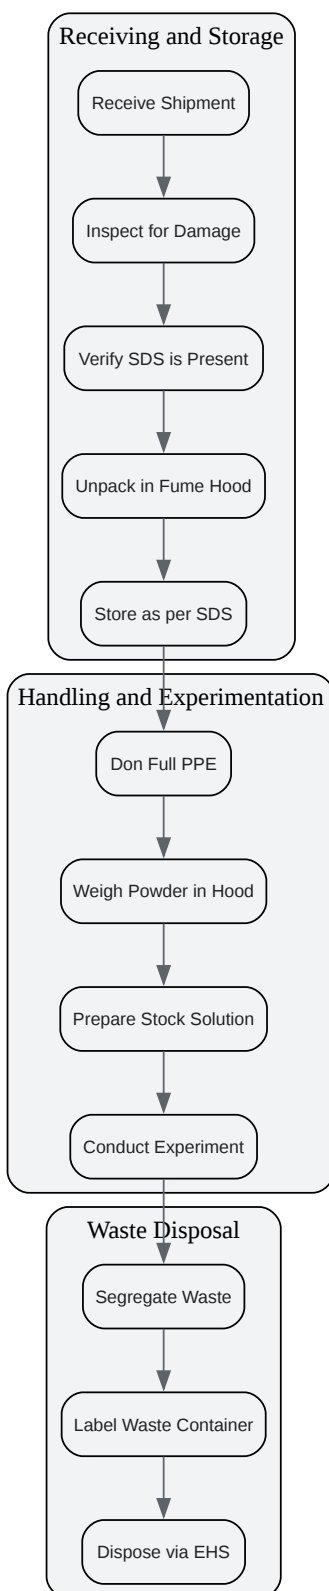 Receiving and Storage
Receive Shipment
Inspect for Damage
Verify SDS is Present
Unpack in Fume Hood
Store as per SDS
Handling and Experimentation
Don Full PPE
Weigh Powder in Hood
Prepare Stock Solution
Conduct Experiment
Waste Disposal
Segregate Waste
Label Waste Container
Dispose via EHS